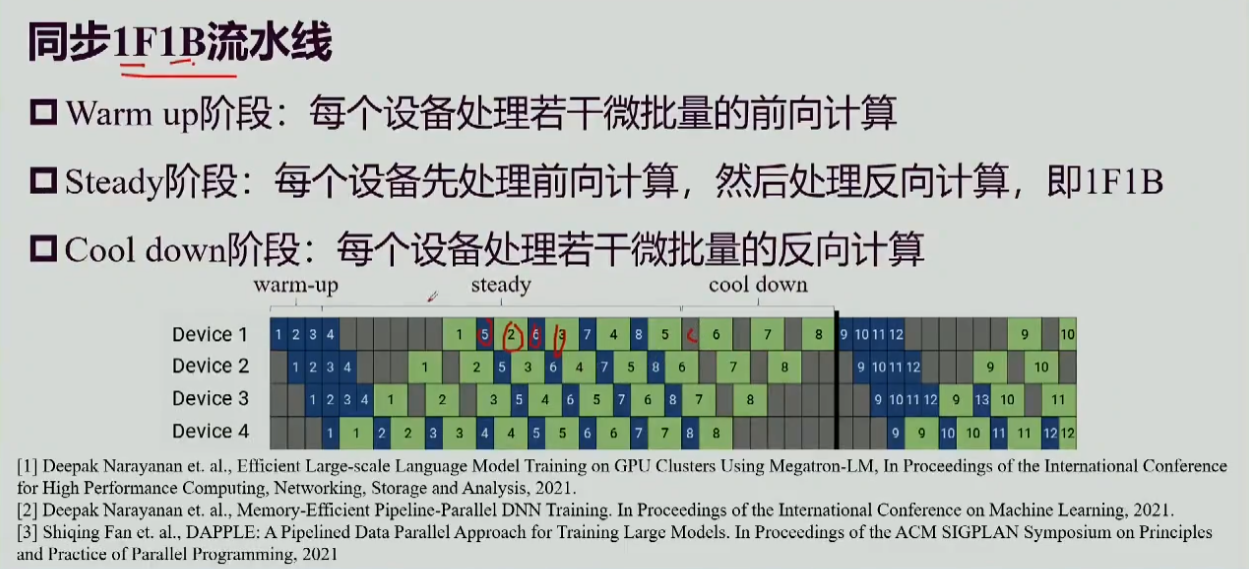 同步1F1B流水线
Warm up阶段：每个设备处理若干微批量的前向计算
Steady阶段：每个设备先处理前向计算，然后处理反向计算，即1F1B
Cool down阶段：每个设备处理若干微批量的反向计算
warm-up steady cool down
Device 1 1 2 3 4 1 5 2 6 3 7 4 8 5 6 7 8 9 10 11 12 9 10
Device 2 1 2 3 4 1 2 5 3 6 4 7 5 8 6 7 8 9 10 11 12 9 10
Device 3 1 2 3 4 1 2 3 5 4 6 5 7 6 8 7 8 9 10 11 12 9 13 10 11
Device 4 1 1 2 2 3 3 4 4 5 5 6 6 7 7 8 8 9 9 10 10 11 11 12 12
[1] Deepak Narayanan et. al., Efficient Large-scale Language Model Training on GPU Clusters Using Megatron-LM, In Proceedings of the International Conference
for High Performance Computing, Networking, Storage and Analysis, 2021.
[2] Deepak Narayanan et. al., Memory-Efficient Pipeline-Parallel DNN Training. In Proceedings of the International Conference on Machine Learning, 2021.
[3] Shiqing Fan et. al., DAPPLE: A Pipelined Data Parallel Approach for Training Large Models. In Proceedings of the ACM SIGPLAN Symposium on Principles
and Practice of Parallel Programming, 2021